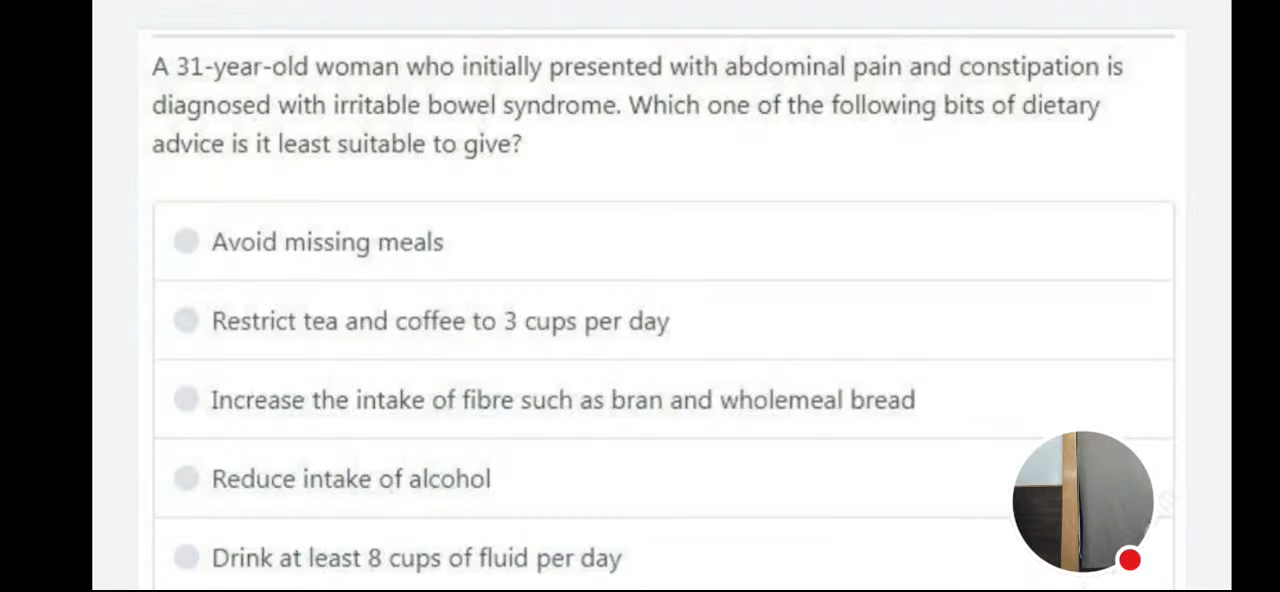 A 31-year-old woman who initially presented with abdominal pain and constipation is
diagnosed with irritable bowel syndrome. Which one of the following bits of dietary
advice is it least suitable to give?
Avoid missing meals
Restrict tea and coffee to 3 cups per day
Increase the intake of fibre such as bran and wholemeal bread
Reduce intake of alcohol
Drink at least 8 cups of fluid per day